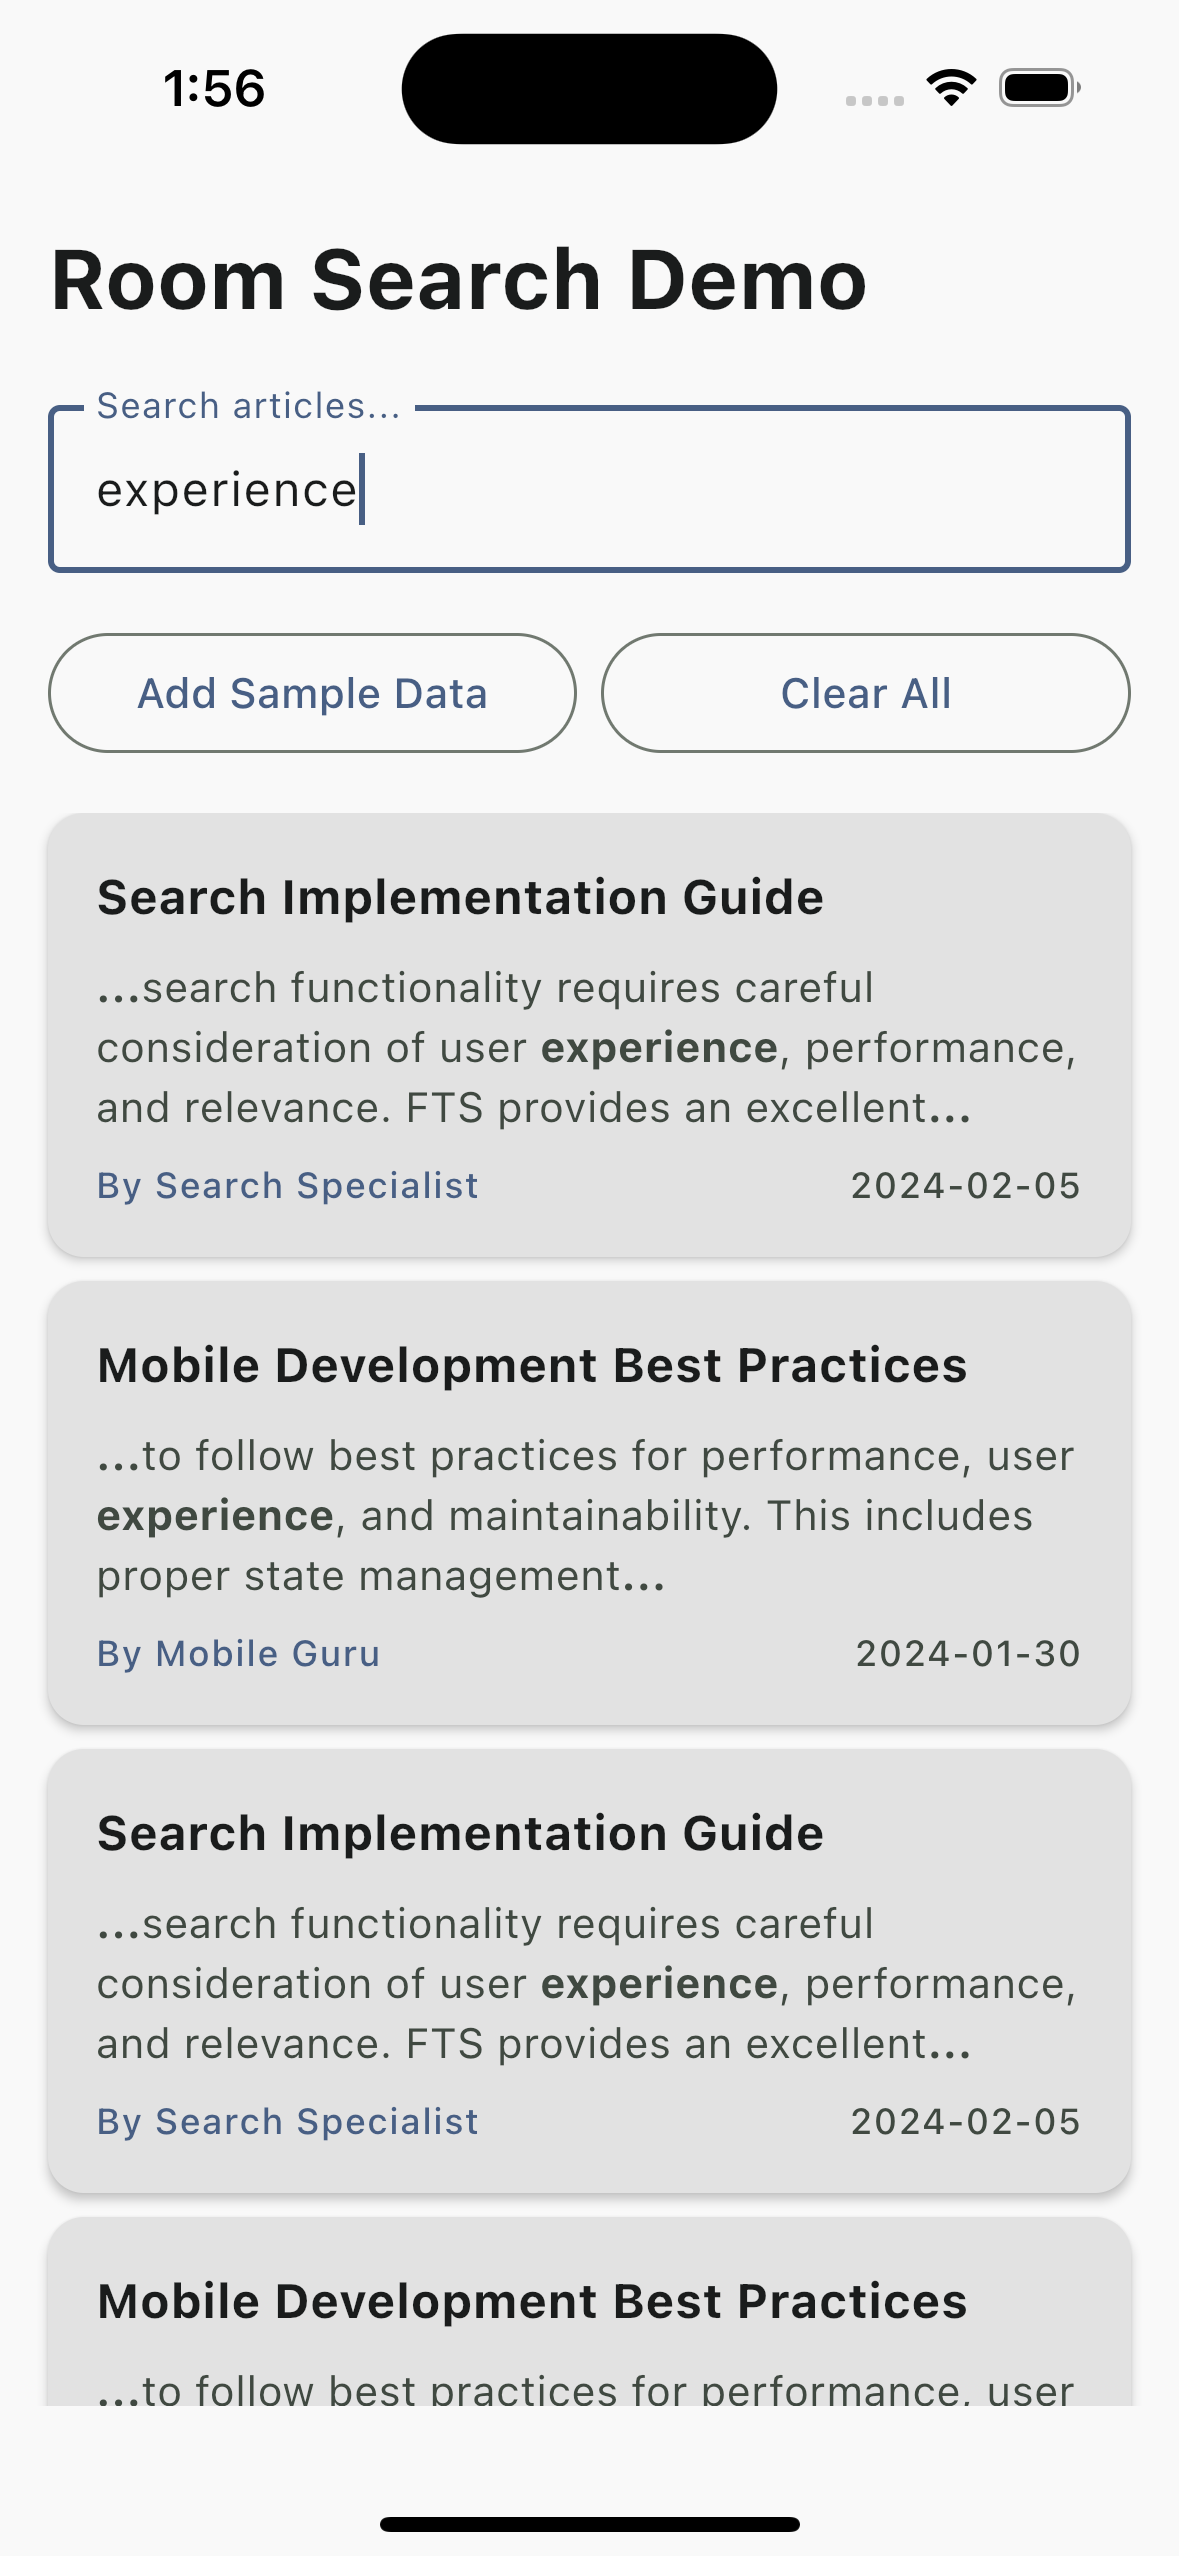 1:56
Room Search Demo
Search articles...
experience
Add Sample Data
Clear All
Search Implementation Guide
...search functionality requires careful
consideration of user experience, performance,
and relevance. FTS provides an excellent...
By Search Specialist
2024-02-05
Mobile Development Best Practices
...to follow best practices for performance, user
experience, and maintainability. This includes
proper state management...
By Mobile Guru
2024-01-30
Search Implementation Guide
...search functionality requires careful
consideration of user experience, performance,
and relevance. FTS provides an excellent...
By Search Specialist
2024-02-05
Mobile Development Best Practices
...to follow best practices for performance, user